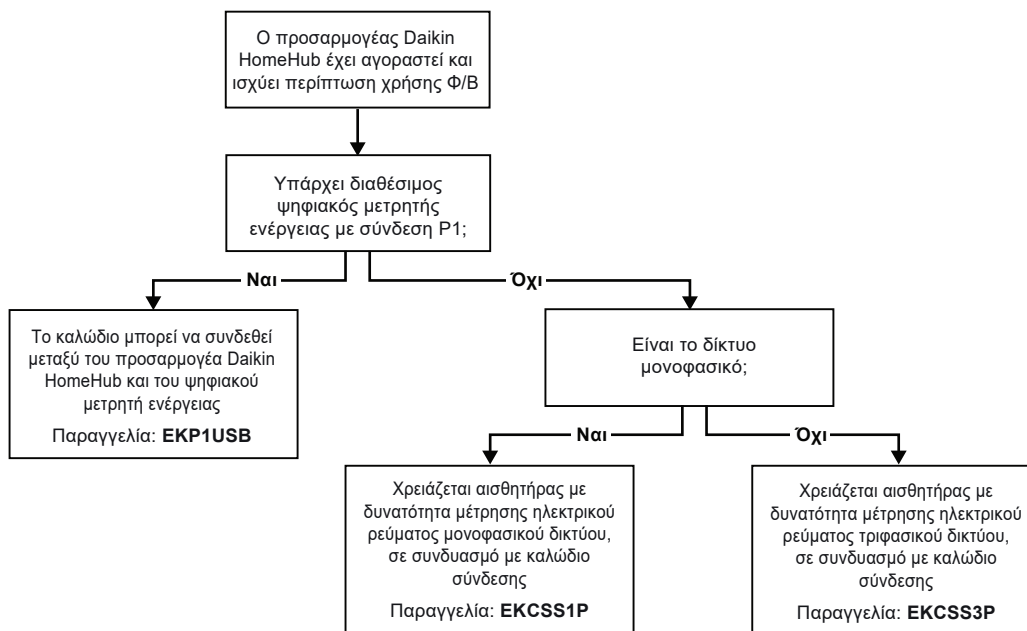 Ο προσαρμογέας Daikin
HomeHub έχει αγοραστεί και
ισχύει περίπτωση χρήσης Φ/Β
Υπάρχει διαθέσιμος
ψηφιακός μετρητής
ενέργειας με σύνδεση P1;
Ναι
Όχι
Το καλώδιο μπορεί να συνδεθεί
μεταξύ του προσαρμογέα Daikin
HomeHub και του ψηφιακού
μετρητή ενέργειας
Παραγγελία: EKP1USB
Είναι το δίκτυο
μονοφασικό;
Ναι
Όχι
Χρειάζεται αισθητήρας με
δυνατότητα μέτρησης ηλεκτρικού
ρεύματος μονοφασικού δικτύου,
σε συνδυασμό με καλώδιο
σύνδεσης
Παραγγελία: EKCSS1P
Χρειάζεται αισθητήρας με
δυνατότητα μέτρησης ηλεκτρικού
ρεύματος τριφασικού δικτύου,
σε συνδυασμό με καλώδιο
σύνδεσης
Παραγγελία: EKCSS3P